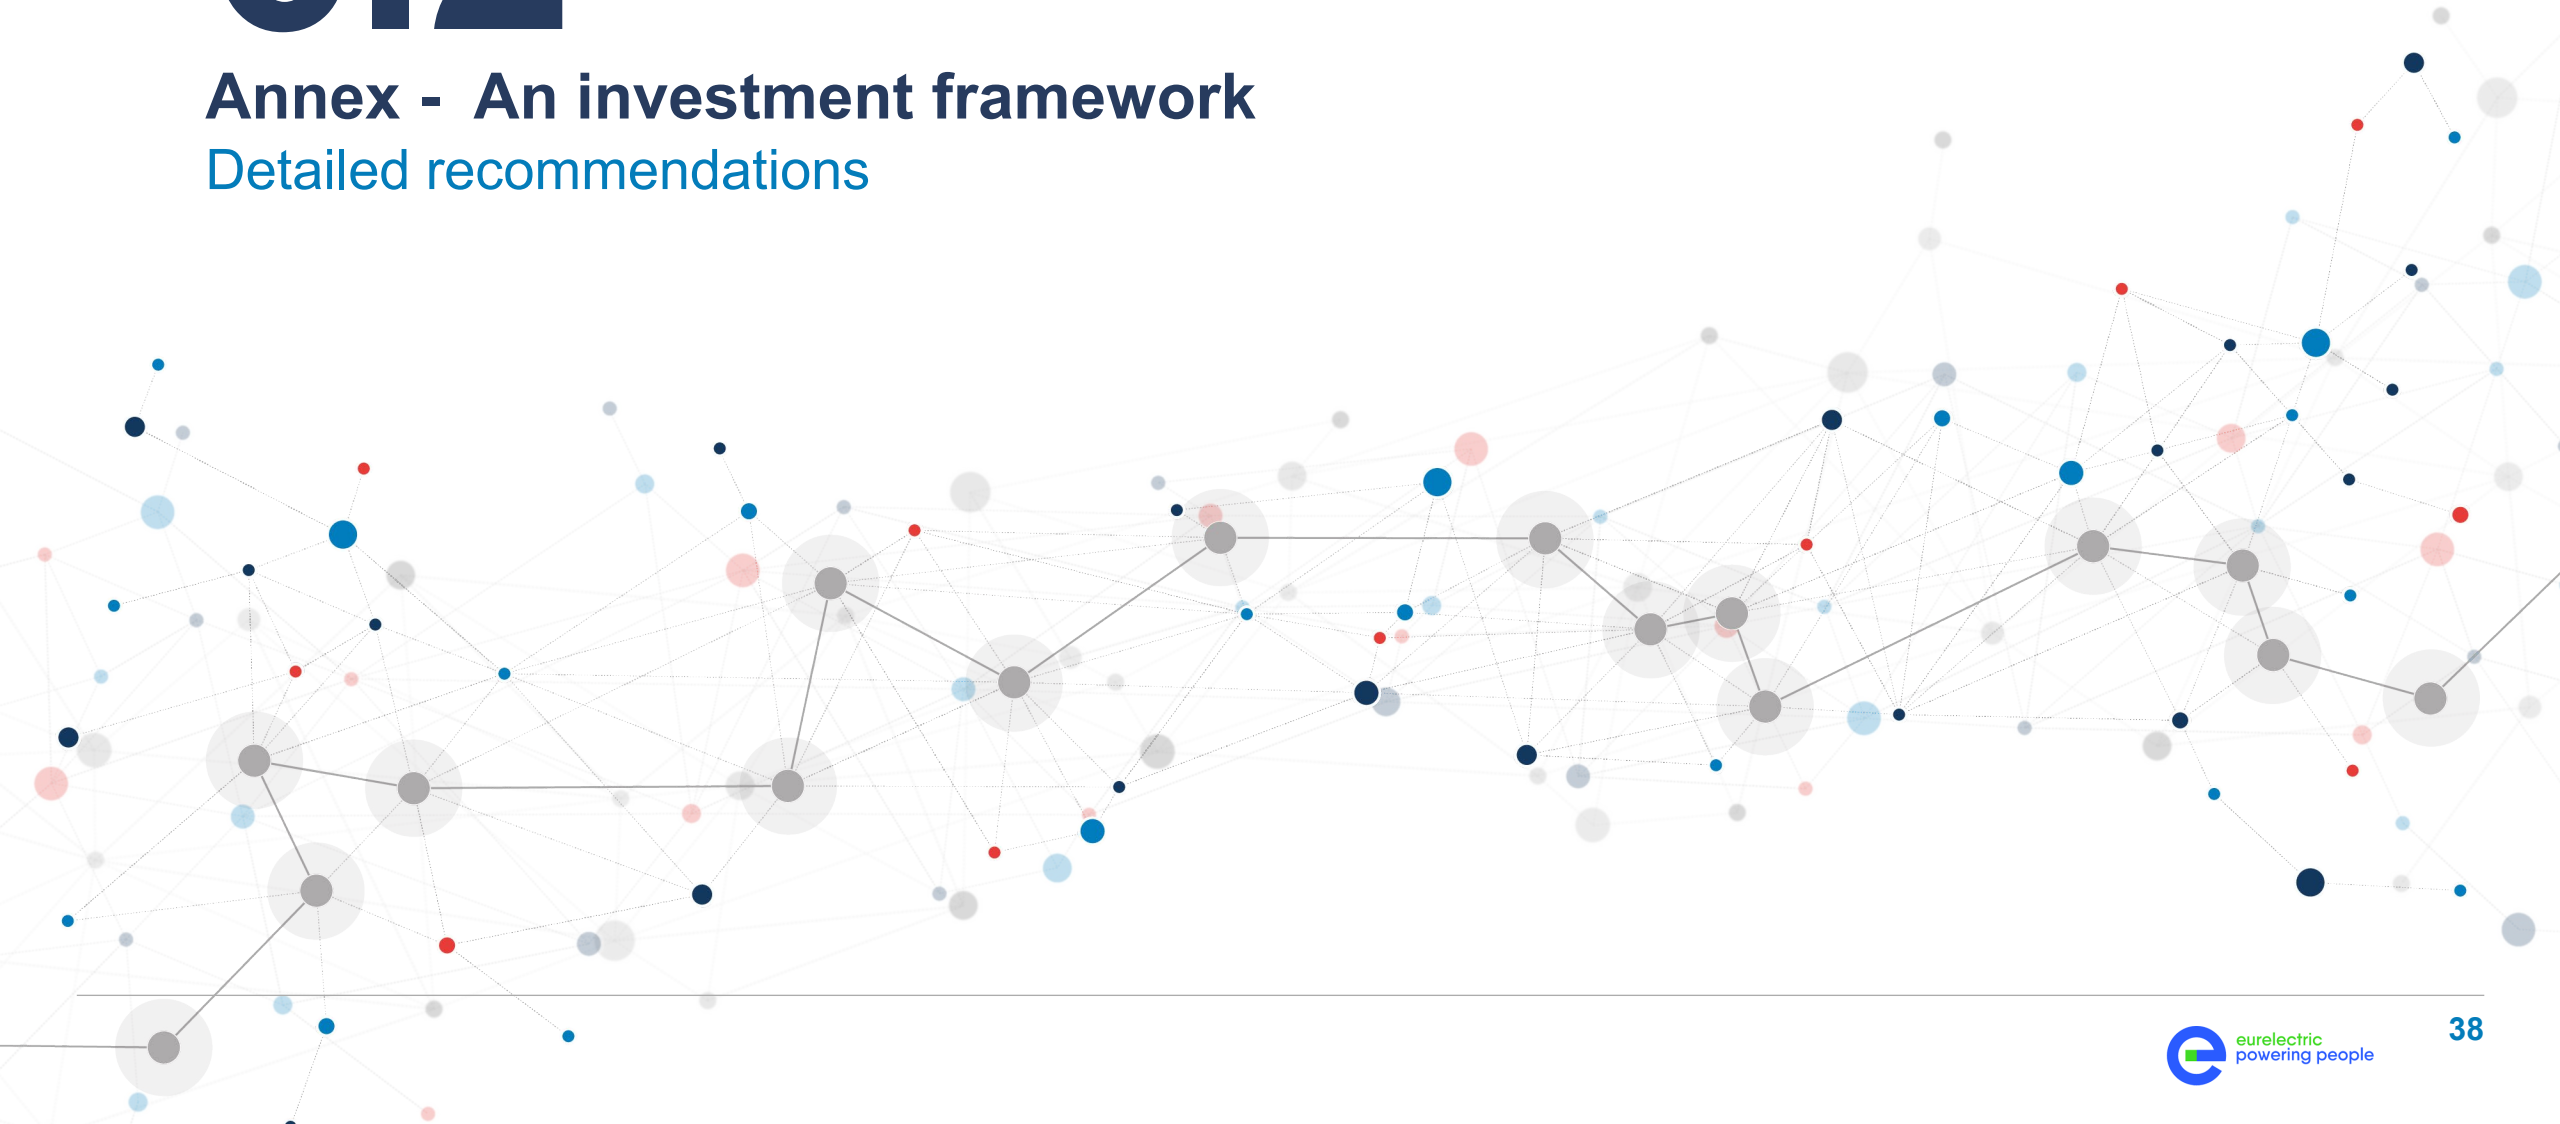 Annex - An investment framework
Detailed recommendations
38
eurelectric
powering people